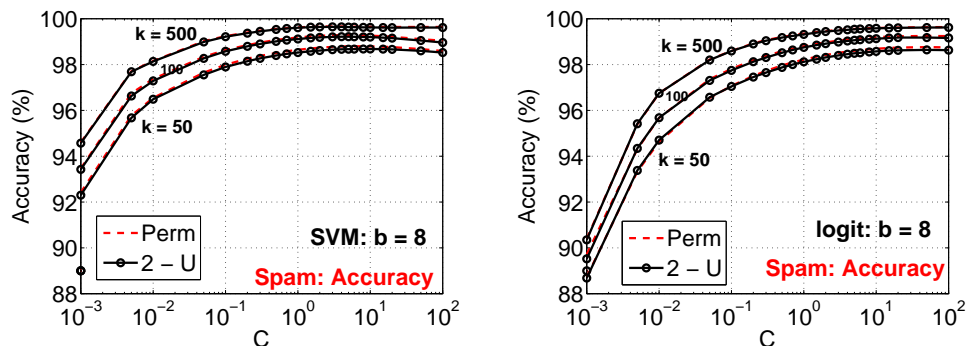 100
98
96
94
92
90
88
Accuracy (%)
k = 500
100
k = 50
Perm
2 − U
SVM: b = 8
Spam: Accuracy
10^-3
10^-2
10^-1
10^0
10^1
10^2
C
100
98
96
94
92
90
88
Accuracy (%)
k = 500
100
k = 50
Perm
2 − U
logit: b = 8
Spam: Accuracy
10^-3
10^-2
10^-1
10^0
10^1
10^2
C